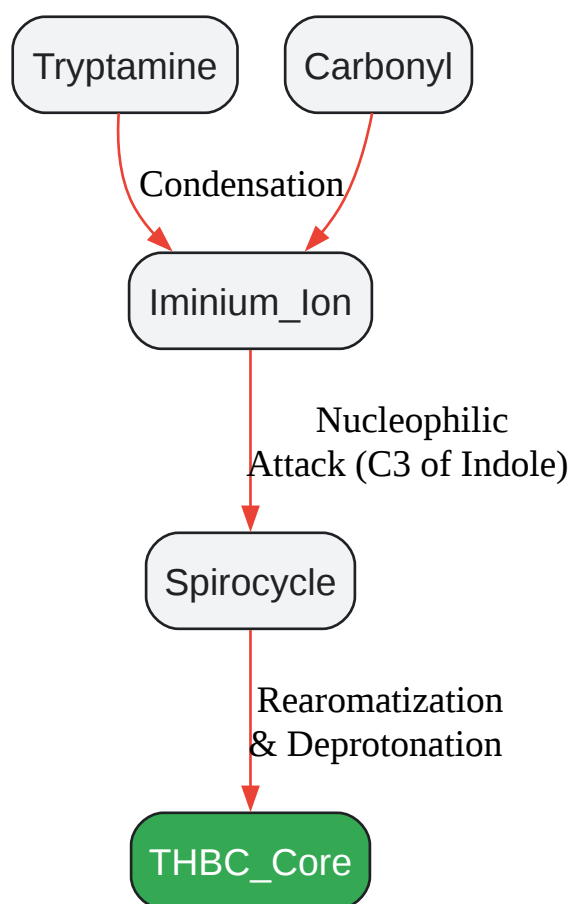 Tryptamine
Carbonyl
Condensation
Iminium_Ion
Nucleophilic
Attack (C3 of Indole)
Spirocycle
Rearomatization
& Deprotonation
THBC_Core